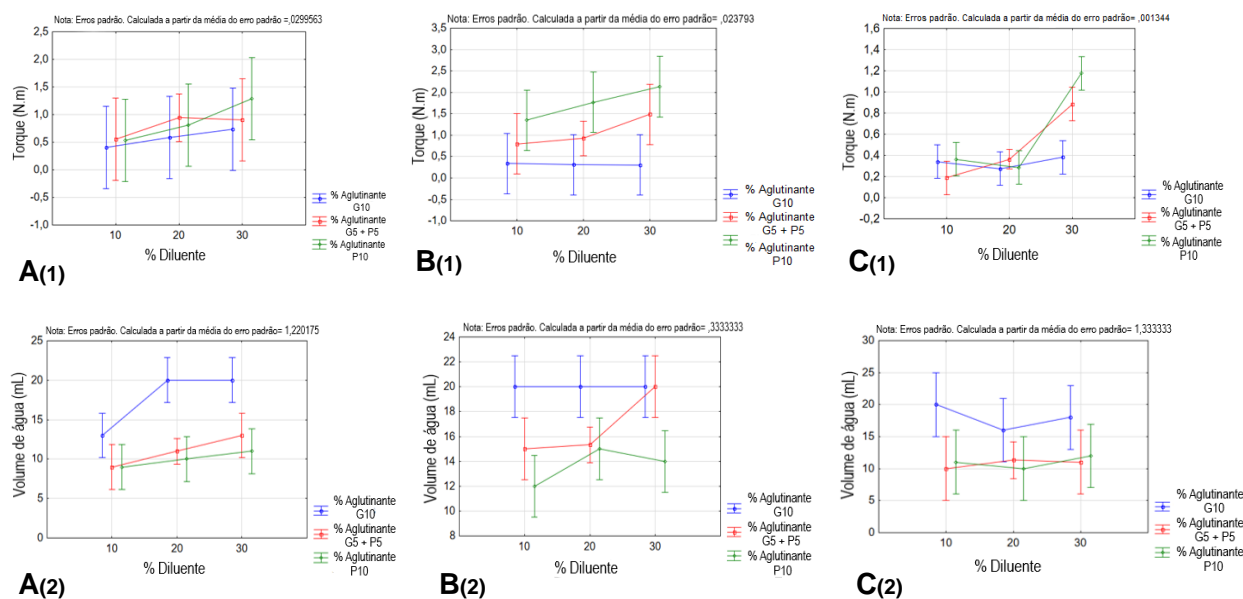 Nota: Erros padrão. Calculada a partir da média do erro padrão =,0299563
2,5
2,0
1,5
1,0
0,5
0,0
-0,5
-1,0
Torque (N.m)
10
20
30
% Diluente
% Aglutinante
G10
% Aglutinante
G5 + P5
% Aglutinante
P10
A(1)
Nota: Erros padrão. Calculada a partir da média do erro padrão= ,023793
3,5
3,0
2,5
2,0
1,5
1,0
0,5
0,0
-0,5
-1,0
Torque (N.m)
10
20
30
% Diluente
% Aglutinante
G10
% Aglutinante
G5 + P5
% Aglutinante
P10
B(1)
Nota: Erros padrão. Calculada a partir da média do erro padrão= ,001344
1,6
1,4
1,2
1,0
0,8
0,6
0,4
0,2
0,0
-0,2
Torque (N.m)
10
20
30
% Diluente
% Aglutinante
G10
% Aglutinante
G5 + P5
% Aglutinante
P10
C(1)
Nota: Erros padrão. Calculada a partir da média do erro padrão= 1,220175
25
20
15
10
5
0
Volume de água (mL)
10
20
30
% Diluente
% Aglutinante
G10
% Aglutinante
G5 + P5
% Aglutinante
P10
A(2)
Nota: Erros padrão. Calculada a partir da média do erro padrão= ,3333333
24
22
20
18
16
14
12
10
8
Volume de água (mL)
10
20
30
% Diluente
% Aglutinante
G10
% Aglutinante
G5 + P5
% Aglutinante
P10
B(2)
Nota: Erros padrão. Calculada a partir da média do erro padrão= 1,333333
30
25
20
15
10
5
0
Volume de água (mL)
10
20
30
% Diluente
% Aglutinante
G10
% Aglutinante
G5 + P5
% Aglutinante
P10
C(2)